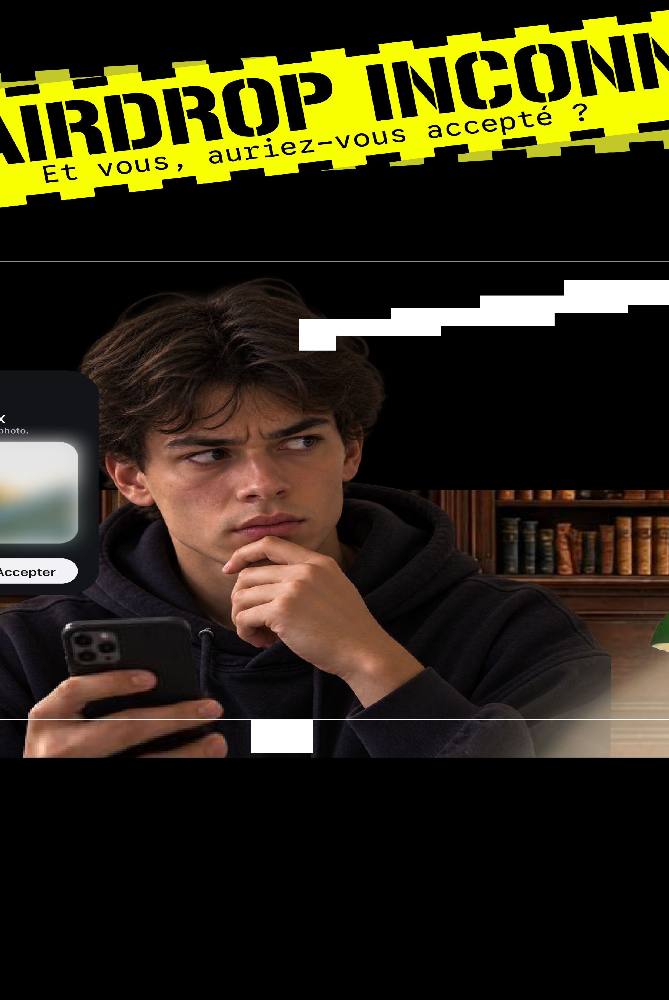 AIRDROP INCONN
Et vous, auriez-vous accepté ?
x
photo.
Accepter